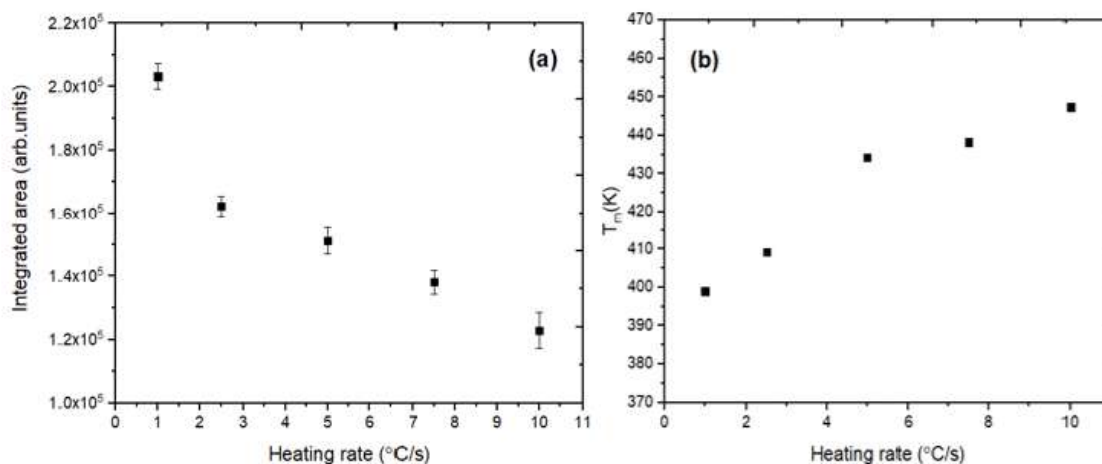 2.2x10⁵
2.0x10⁵
1.8x10⁵
1.6x10⁵
1.4x10⁵
1.2x10⁵
1.0x10⁵
Integrated area (arb.units)
(a)
0 1 2 3 4 5 6 7 8 9 10 11
Heating rate (°C/s)
470
460
450
440
430
420
410
400
390
380
370
Tₘ(K)
(b)
0 2 4 6 8 10
Heating rate (°C/s)